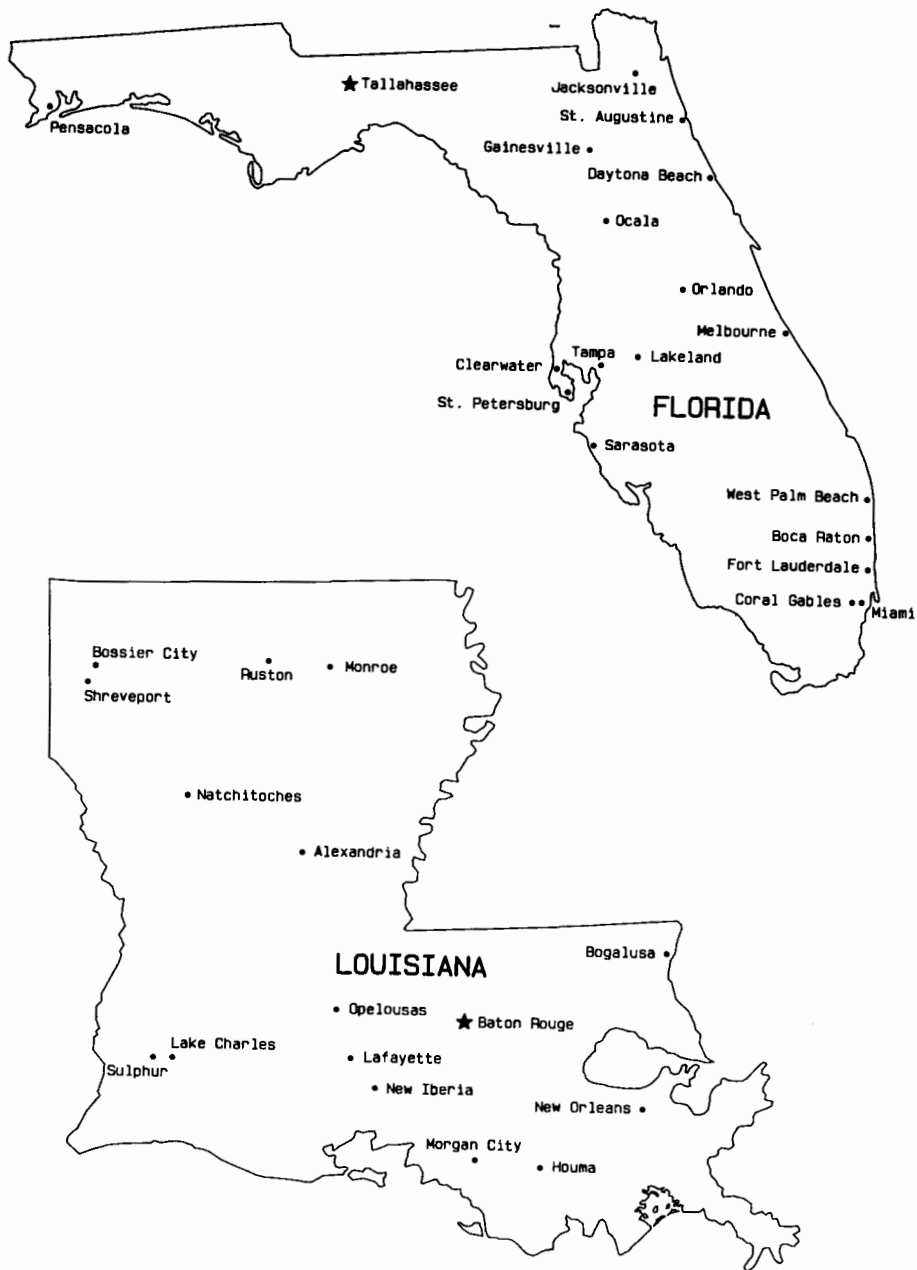 Tallahassee
Jacksonville
Pensacola
St. Augustine
Gainesville
Daytona Beach
Ocala
Orlando
Melbourne
Tampa
Lakeland
Clearwater
St. Petersburg
FLORIDA
Sarasota
West Palm Beach
Boca Raton
Fort Lauderdale
Coral Gables
Miami
Bossier City
Ruston
Monroe
Shreveport
Natchitoches
Alexandria
Bogalusa
LOUISIANA
Opelousas
Baton Rouge
Lake Charles
Sulphur
Lafayette
New Iberia
New Orleans
Morgan City
Houma